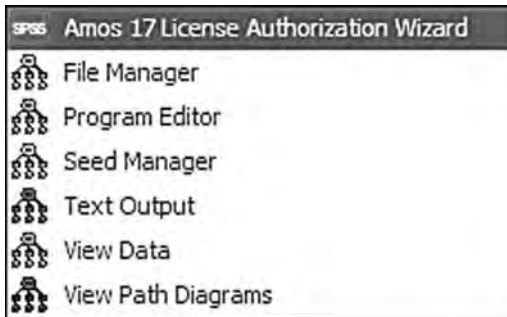 SPSS Amos 17 License Authorization Wizard
File Manager
Program Editor
Seed Manager
Text Output
View Data
View Path Diagrams